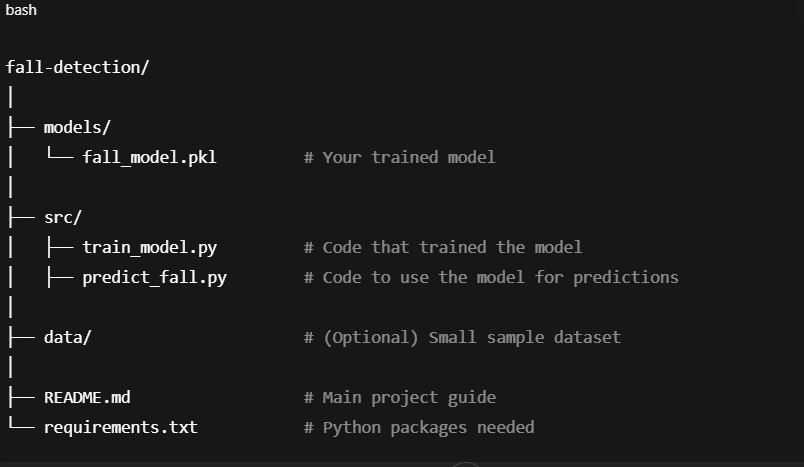 bash
fall-detection/
│
├── models/
│   └── fall_model.pkl         # Your trained model
│
├── src/
│   ├── train_model.py         # Code that trained the model
│   ├── predict_fall.py        # Code to use the model for predictions
│
├── data/                      # (Optional) Small sample dataset
│
├── README.md                  # Main project guide
└── requirements.txt           # Python packages needed